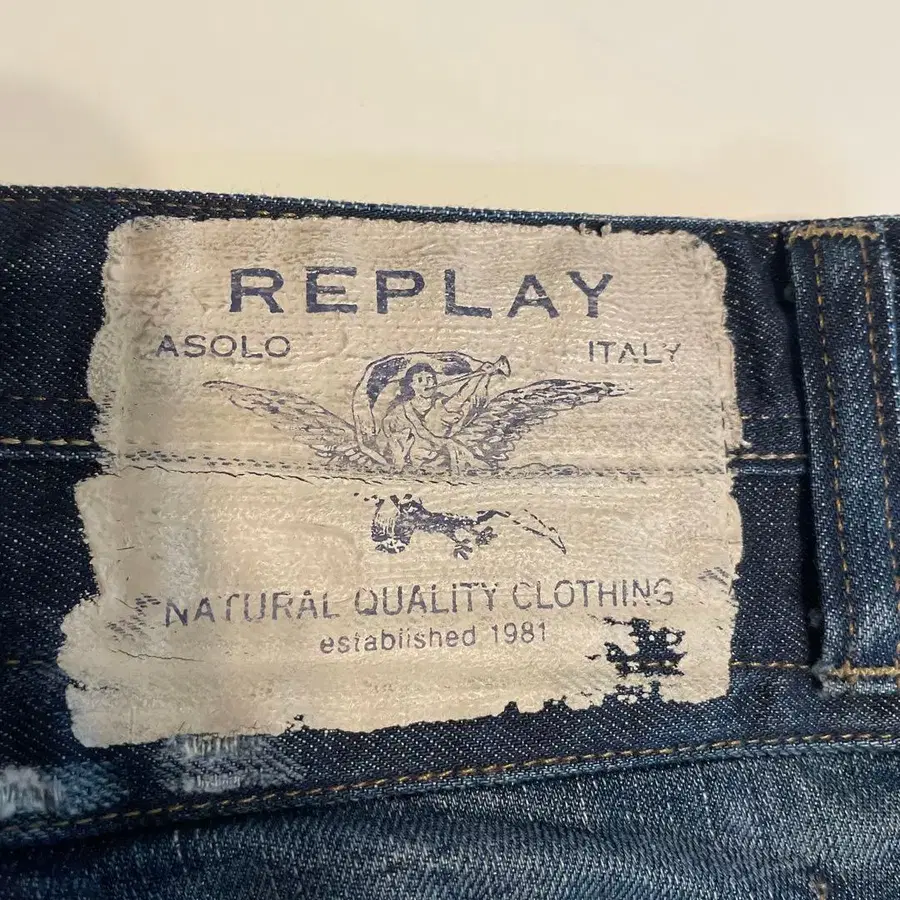 REPLAY
ASOLO ITALY
NATURAL QUALITY CLOTHING
established 1981